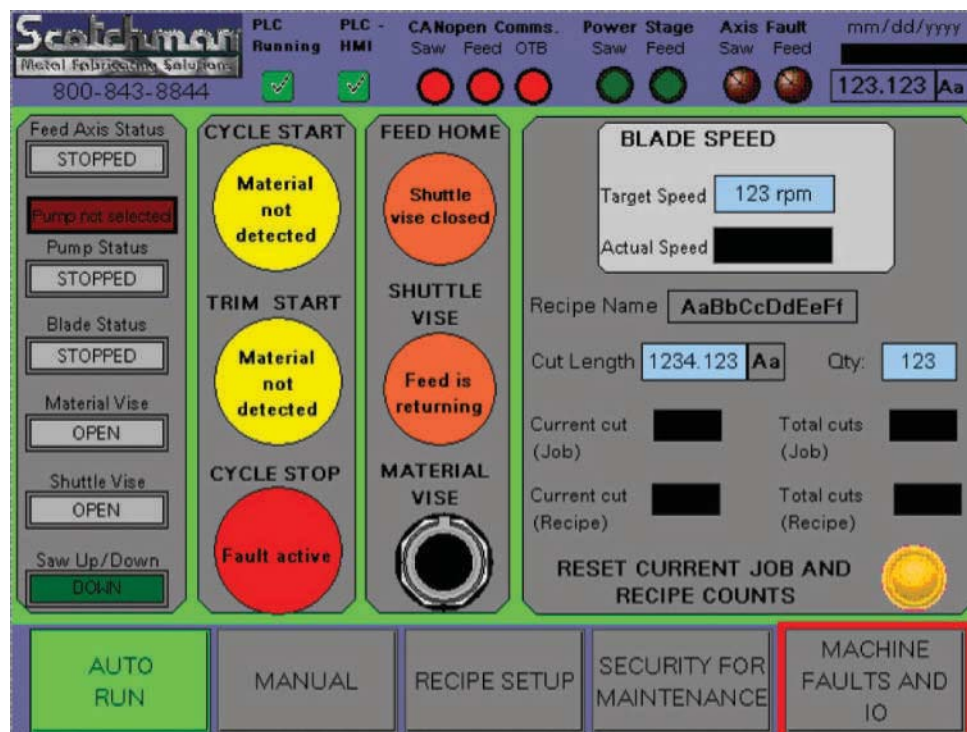 Scotchman
Metal Fabricating Solutions
800-843-8844
PLC
Running
PLC -
HMI
CANopen Comms.
Saw Feed OTB
Power Stage
Saw Feed
Axis Fault
Saw Feed
mm/dd/yyyy
123.123 Aa
Feed Axis Status
STOPPED
Pump not selected
Pump Status
STOPPED
Blade Status
STOPPED
Material Vise
OPEN
Shuttle Vise
OPEN
Saw Up/Down
DOWN
CYCLE START
Material
not
detected
TRIM START
Material
not
detected
CYCLE STOP
Fault active
FEED HOME
Shuttle
vise closed
SHUTTLE
VISE
Feed is
returning
MATERIAL
VISE
BLADE SPEED
Target Speed 123 rpm
Actual Speed
Recipe Name AaBbCcDdEeFf
Cut Length 1234.123 Aa Qty: 123
Current cut
(Job)
Total cuts
(Job)
Current cut
(Recipe)
Total cuts
(Recipe)
RESET CURRENT JOB AND
RECIPE COUNTS
AUTO
RUN
MANUAL
RECIPE SETUP
SECURITY FOR
MAINTENANCE
MACHINE
FAULTS AND
IO